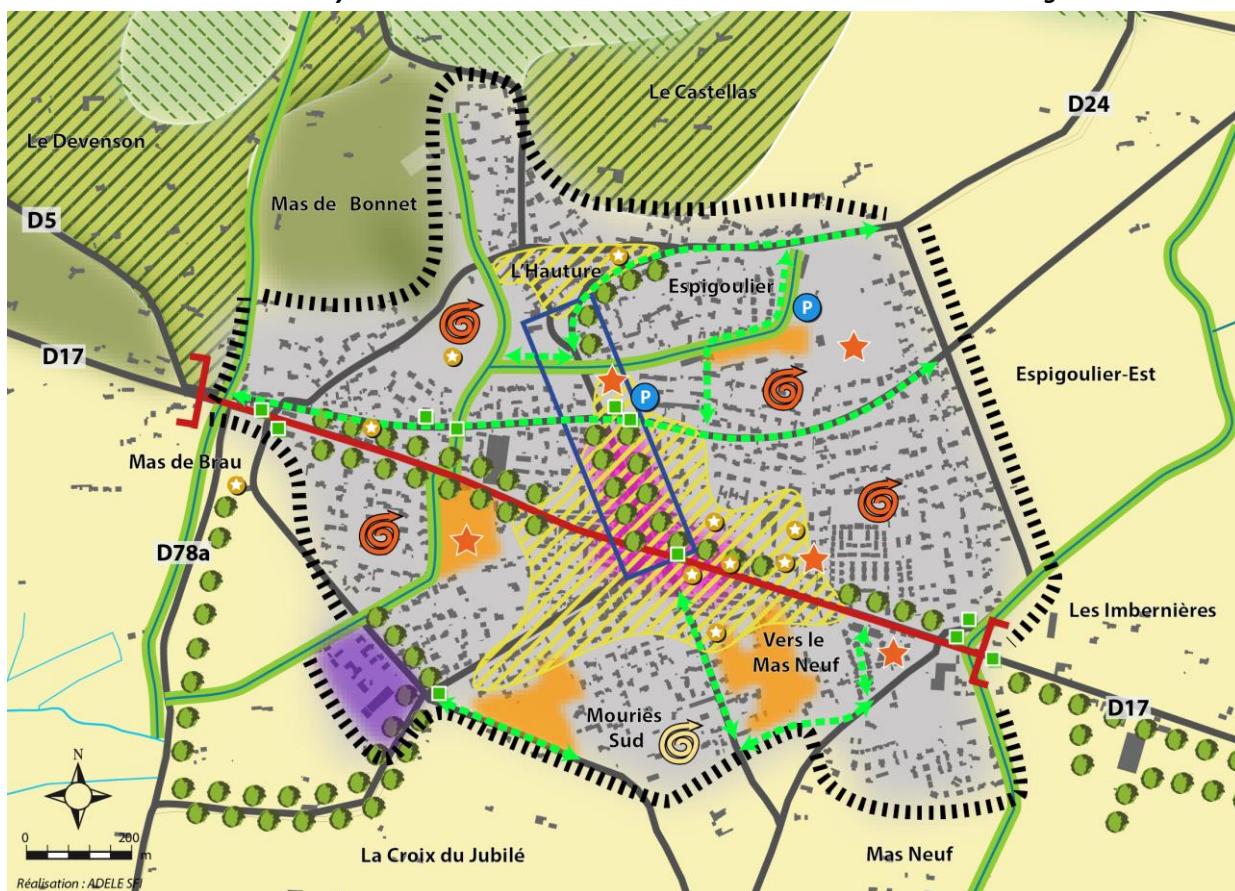 Le Castellas
D24
Le Devenson
Mas de Bonnet
D5
L'Hauture
Espigoulier
P
D17
Espigoulier-Est
P
Mas de Brau
D78a
Les Imbernières
Vers le
Mas Neuf
Mouriès
Sud
D17
N
0 200
m
La Croix du Jubilé
Mas Neuf
Réalisation : ADELE SFI